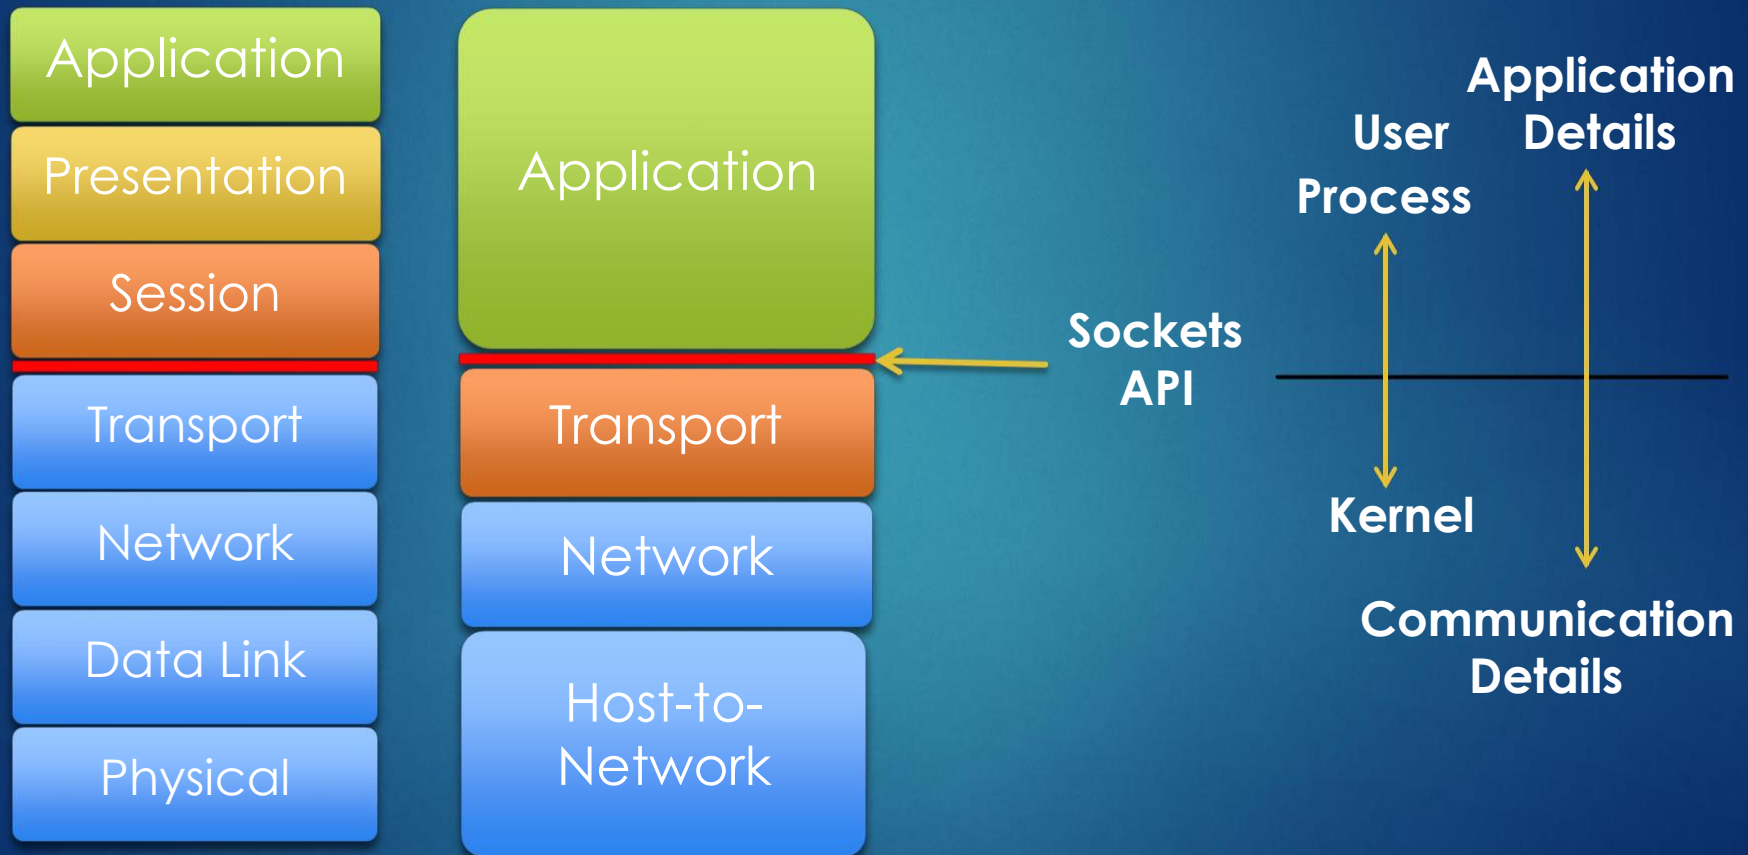 Application
Presentation
Session
Transport
Network
Data Link
Physical
Application
Transport
Network
Host-to-
Network
Sockets
API
User
Process
Kernel
Application
Details
Communication
Details